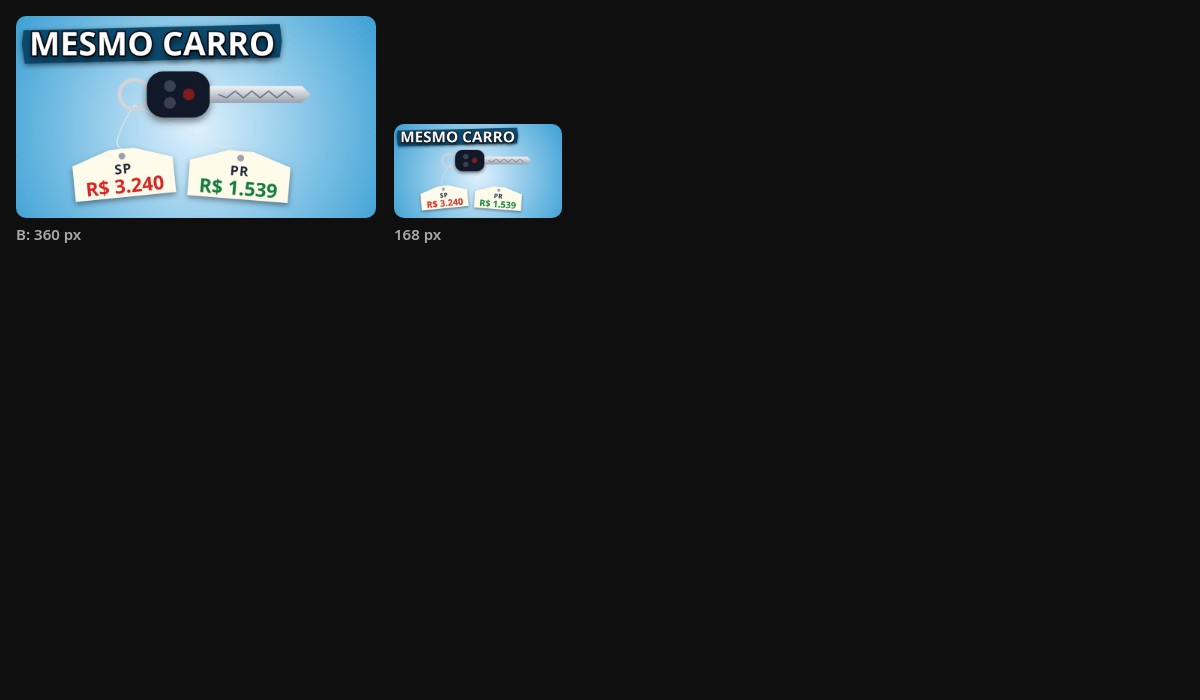 MESMO CARRO
SP
R$ 3.240
PR
R$ 1.539
B: 360 px
MESMO CARRO
SP
R$ 3.240
PR
R$ 1.539
168 px